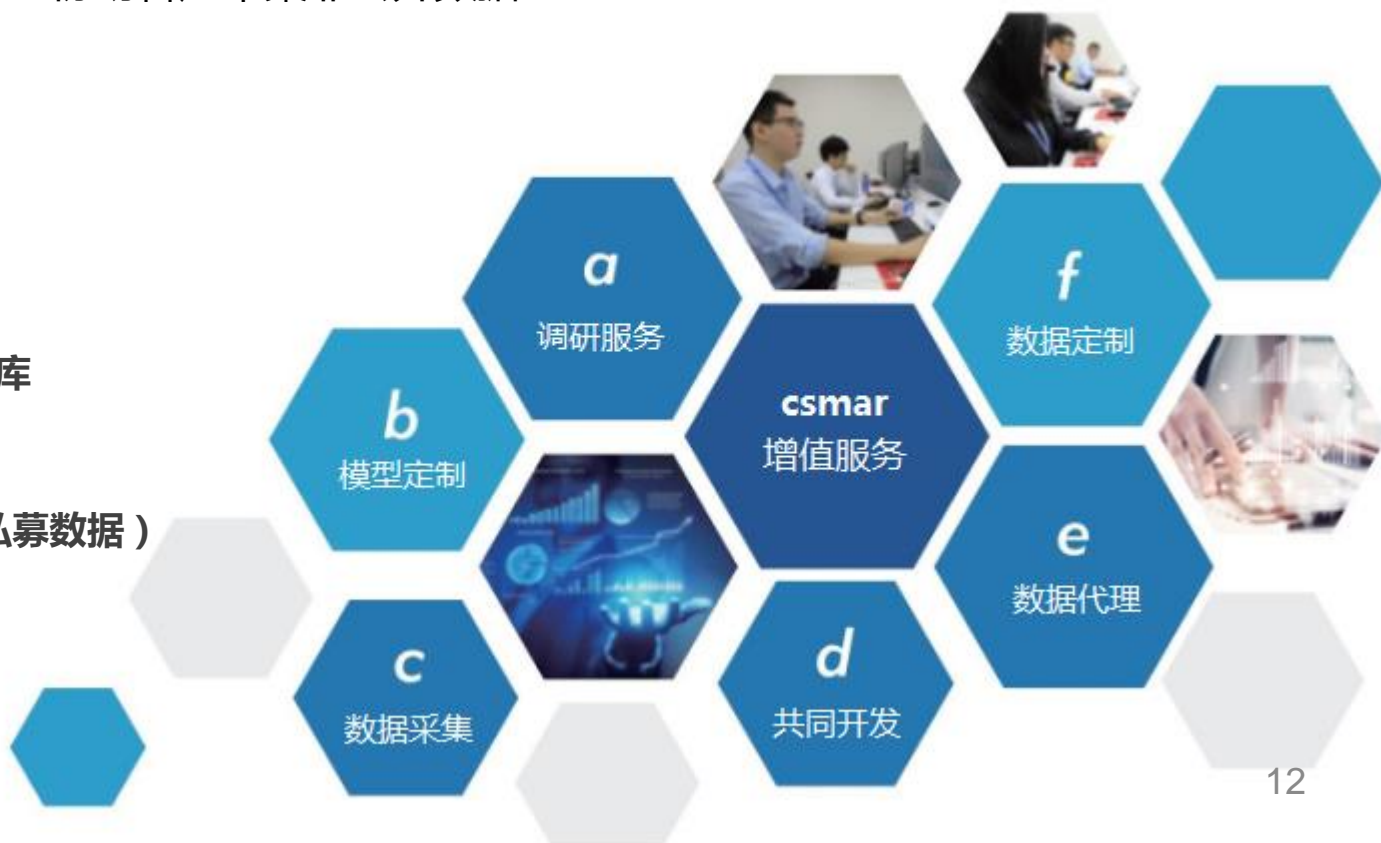 a
调研服务
f
数据定制
csmar
增值服务
库
b
模型定制
募数据）
e
数据代理
c
数据采集
d
共同开发
12